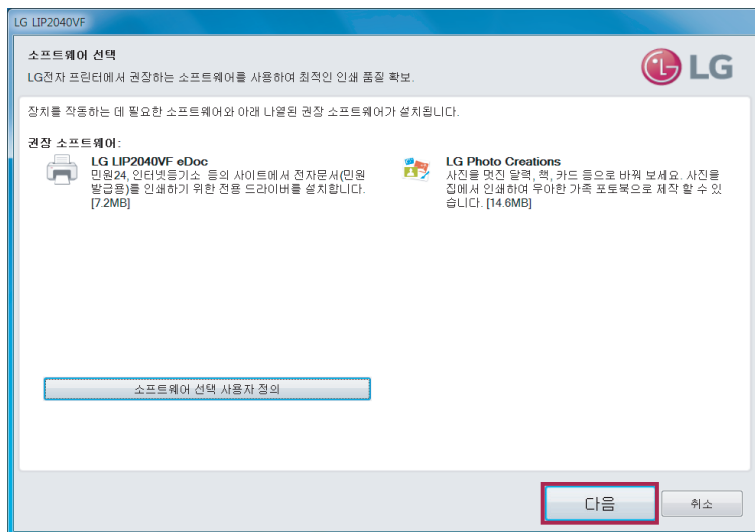 LG LIP2040VF
소프트웨어 선택
LG전자 프린터에서 권장하는 소프트웨어를 사용하여 최적인 인쇄 품질 확보.
LG
장치를 작동하는 데 필요한 소프트웨어와 아래 나열된 권장 소프트웨어가 설치됩니다.
권장 소프트웨어:
LG LIP2040VF eDoc
민원24, 인터넷등기소 등의 사이트에서 전자문서(민원
발급용)를 인쇄하기 위한 전용 드라이버를 설치합니다.
[7.2MB]
LG Photo Creations
사진을 멋진 달력, 책, 카드 등으로 바꿔 보세요. 사진을
집에서 인쇄하여 우아한 가족 포토북으로 제작 할 수 있
습니다. [14.6MB]
소프트웨어 선택 사용자 정의
다음
취소